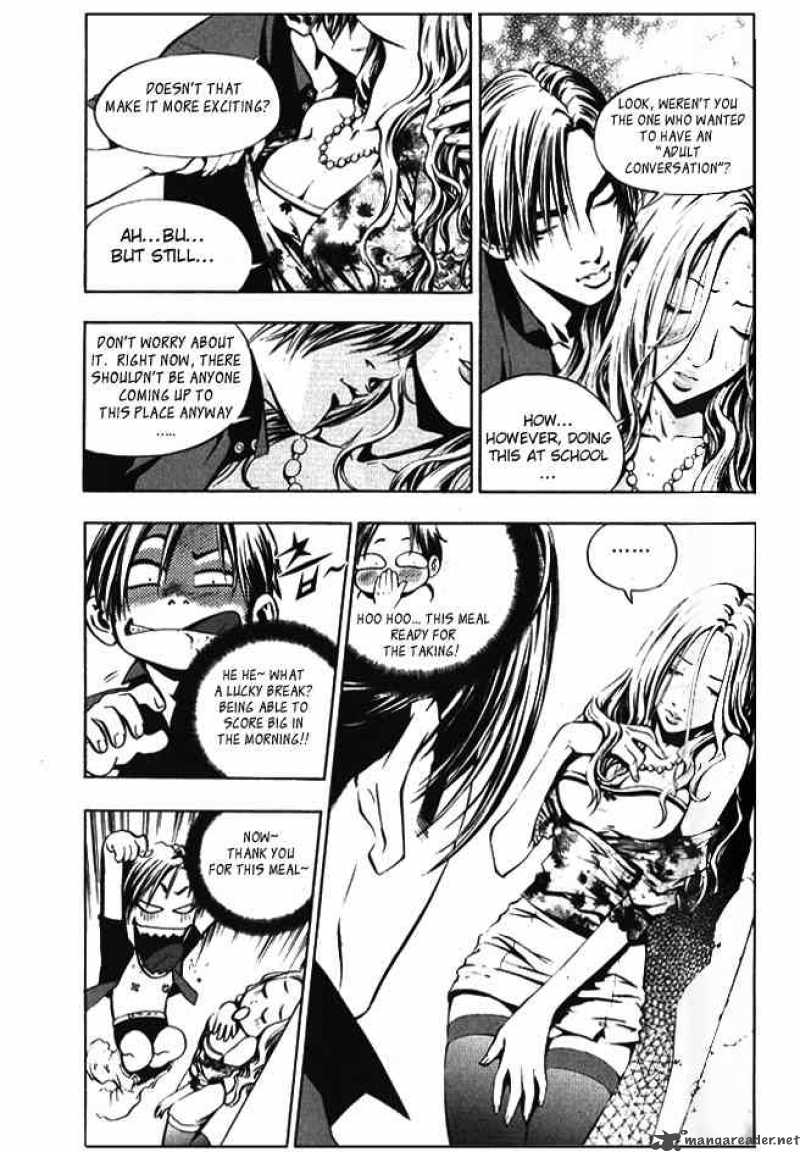 LOOK, WEREN'T YOU
THE ONE WHO WANTED
TO HAVE AN
"ADULT
CONVERSATION"?
HOW...
HOWEVER, DOING
THIS AT SCHOOL
...
DOESN'T THAT
MAKE IT MORE EXCITING?
AH...BU...
BUT STILL...
DON'T WORRY ABOUT
IT. RIGHT NOW, THERE
SHOULDN'T BE ANYONE
COMING UP TO
THIS PLACE ANYWAY
.....
......
HOO HOO... THIS MEAL
READY FOR
THE TAKING!
HE HE~ WHAT
A LUCKY BREAK?
BEING ABLE TO
SCORE BIG IN
THE MORNING!!
NOW~
THANK YOU
FOR THIS MEAL~
mangareader.net